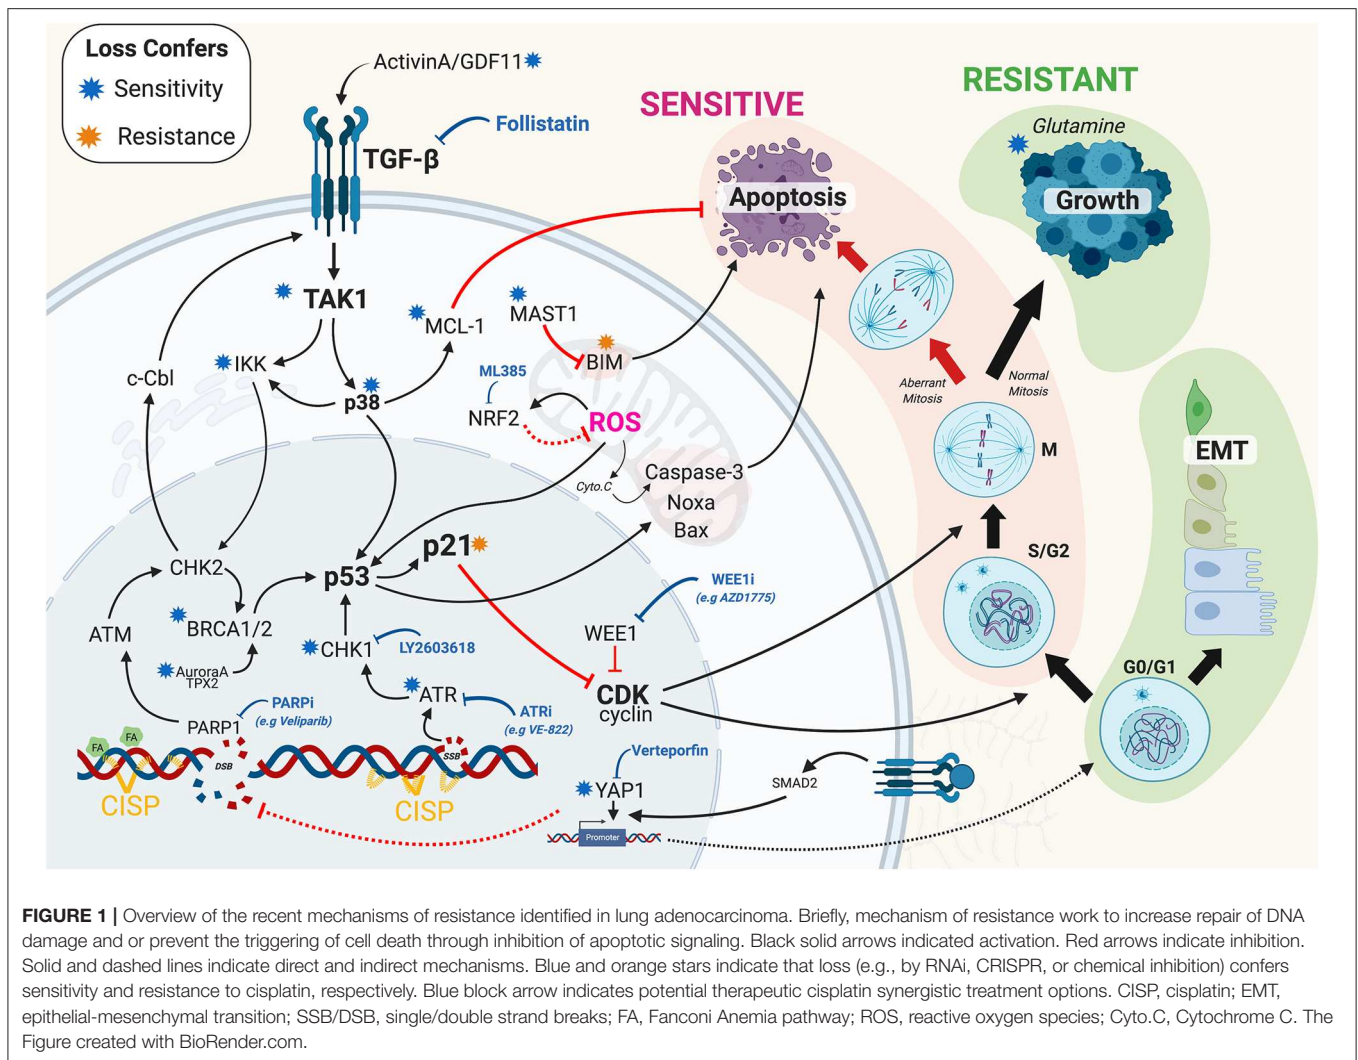 Loss Confers
Sensitivity
Resistance
ActivinA/GDF11
Follistatin
TGF-β
SENSITIVE
RESISTANT
Glutamine
Apoptosis
Growth
TAK1
MCL-1
MAST1
IKK
BIM
c-Cbl
p38
ML385
NRF2
ROS
Aberrant
Mitosis
Normal
Mitosis
M
EMT
Cyto.C
Caspase-3
Noxa
Bax
p21
S/G2
CHK2
p53
WEE1i
(e.g AZD1775)
ATM
BRCA1/2
CHK1
LY2603618
WEE1
AuroraA
TPX2
ATR
CDK
cyclin
G0/G1
PARPi
(e.g Veliparib)
PARP1
ATRi
(e.g VE-822)
FA
FA
DSB
SSB
Verteporfin
CISP
CISP
YAP1
SMAD2
Promoter
FIGURE 1 | Overview of the recent mechanisms of resistance identified in lung adenocarcinoma. Briefly, mechanism of resistance work to increase repair of DNA
damage and or prevent the triggering of cell death through inhibition of apoptotic signaling. Black solid arrows indicated activation. Red arrows indicate inhibition.
Solid and dashed lines indicate direct and indirect mechanisms. Blue and orange stars indicate that loss (e.g., by RNAi, CRISPR, or chemical inhibition) confers
sensitivity and resistance to cisplatin, respectively. Blue block arrow indicates potential therapeutic cisplatin synergistic treatment options. CISP, cisplatin; EMT,
epithelial-mesenchymal transition; SSB/DSB, single/double strand breaks; FA, Fanconi Anemia pathway; ROS, reactive oxygen species; Cyto.C, Cytochrome C. The
Figure created with BioRender.com.